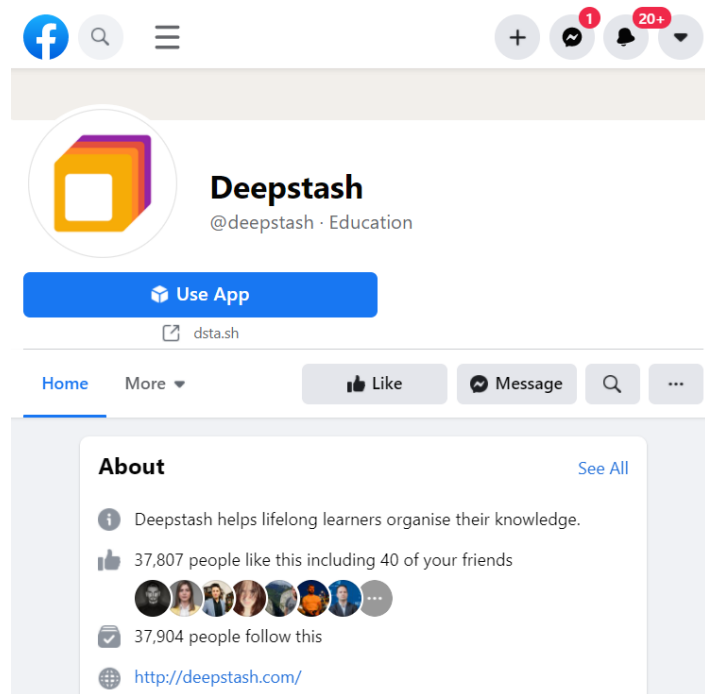 1
20+
Deepstash
@deepstash · Education
Use App
dsta.sh
Home More Like Message
About See All
Deepstash helps lifelong learners organise their knowledge.
37,807 people like this including 40 of your friends
37,904 people follow this
http://deepstash.com/